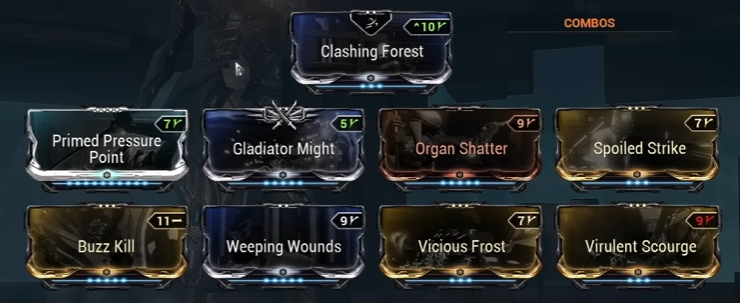 COMBOS
^10
Clashing Forest
7
Primed Pressure
Point
5
Gladiator Might
9
Organ Shatter
7
Spoiled Strike
11
Buzz Kill
9
Weeping Wounds
7
Vicious Frost
9
Virulent Scourge